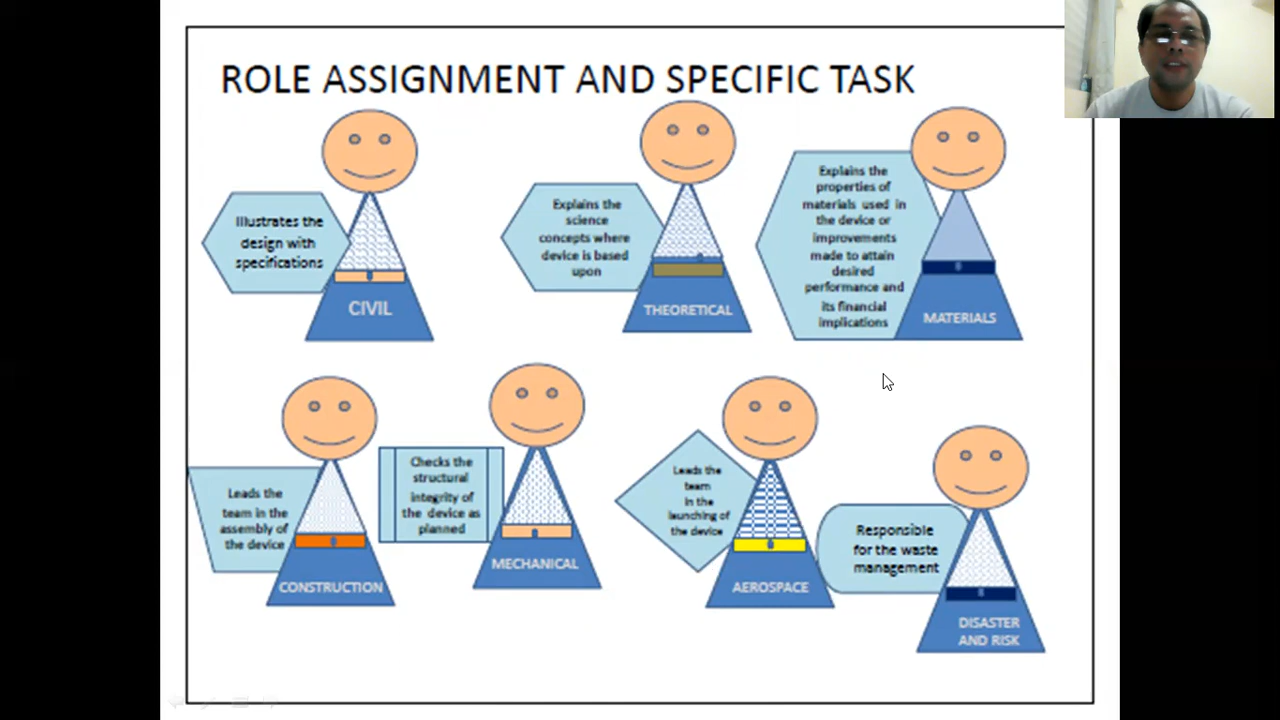 ROLE ASSIGNMENT AND SPECIFIC TASK
Illustrates the
design with
specifications
CIVIL
Explains the
science
concepts where
device is based
upon
THEORETICAL
Explains the
properties of
materials used in
the device or
improvements
made to attain
desired
performance and
its financial
implications
MATERIALS
Leads the
team in the
assembly of
the device
CONSTRUCTION
Checks the
structural
integrity of
the device as
planned
MECHANICAL
Leads the
team
in the
launching of
the device
AEROSPACE
Responsible
for the waste
management
DISASTER
AND RISK